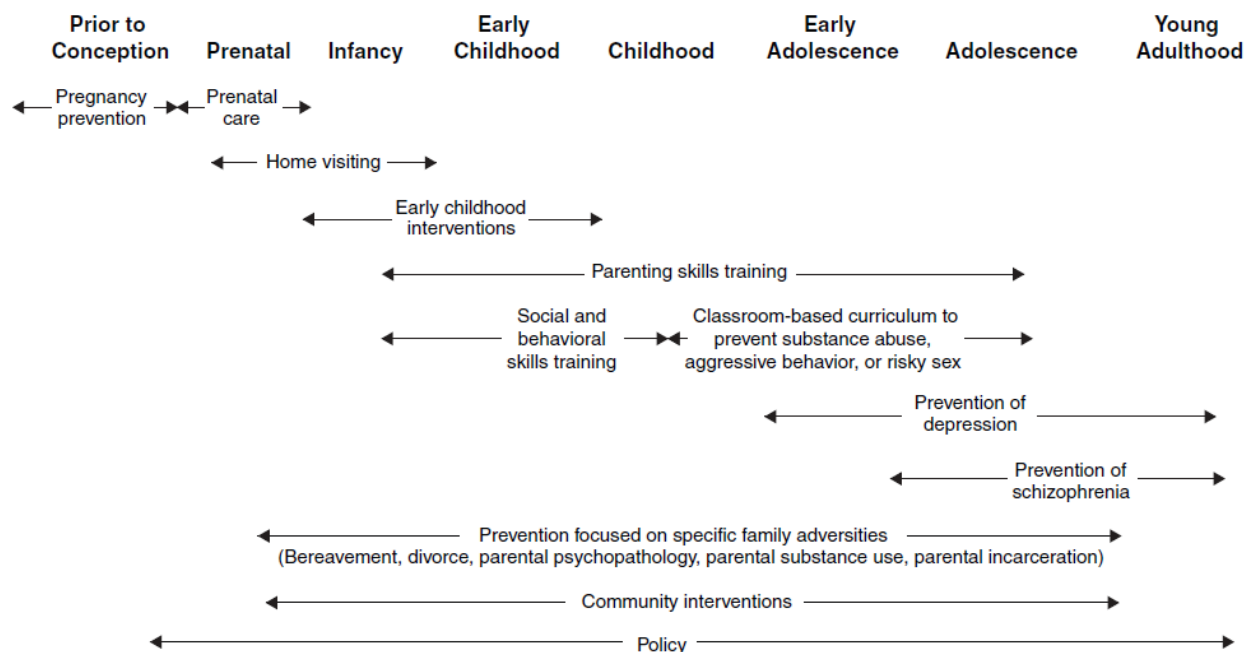 Prior to Conception Prenatal Infancy Early Childhood Childhood Early Adolescence Adolescence Young Adulthood
Pregnancy
prevention
Prenatal
care
Home visiting
Early childhood
interventions
Parenting skills training
Social and
behavioral
skills training
Classroom-based curriculum to
prevent substance abuse,
aggressive behavior, or risky sex
Prevention of
depression
Prevention of
schizophrenia
Prevention focused on specific family adversities
(Bereavement, divorce, parental psychopathology, parental substance use, parental incarceration)
Community interventions
Policy